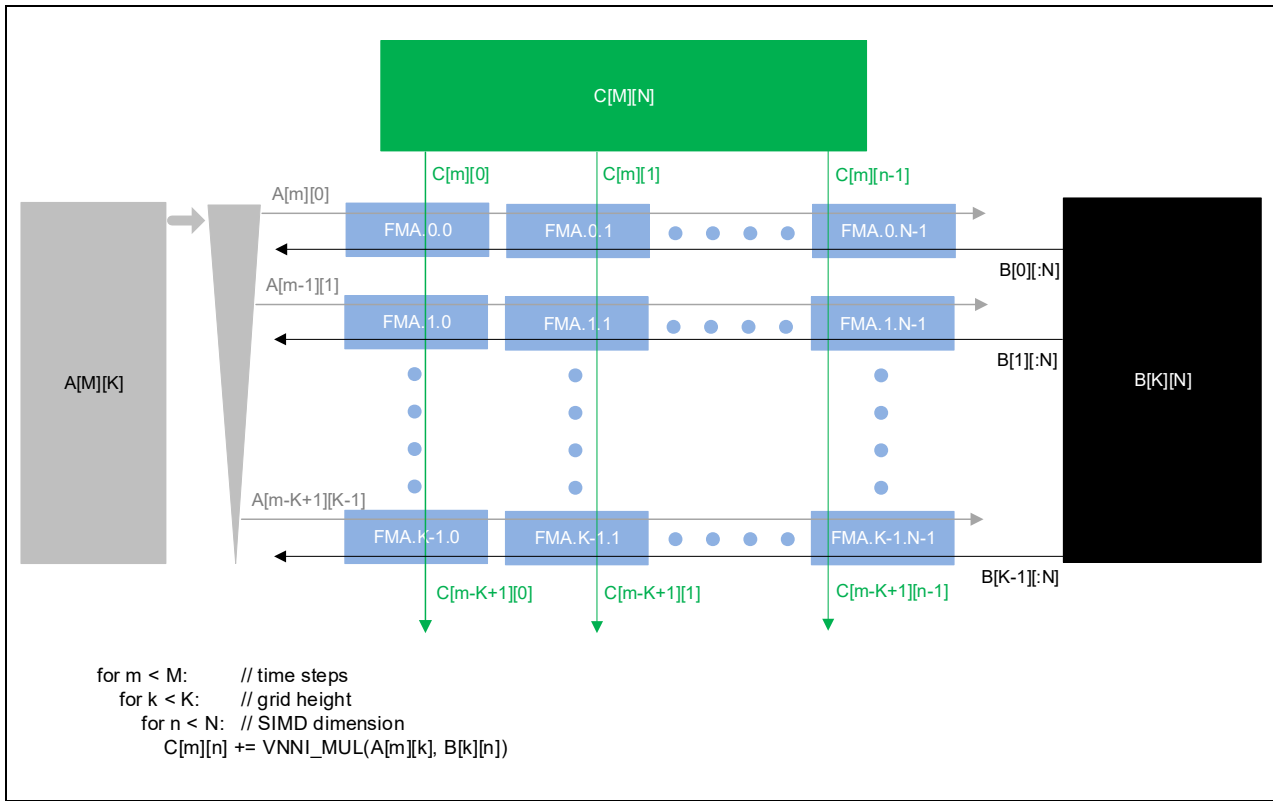 C[M][N]
C[m][0]
C[m][1]
C[m][n-1]
A[m][0]
FMA.0.0
FMA.0.1
FMA.0.N-1
B[0][:N]
A[m-1][1]
FMA.1.0
FMA.1.1
FMA.1.N-1
B[1][:N]
A[M][K]
B[K][N]
A[m-K+1][K-1]
FMA.K-1.0
FMA.K-1.1
FMA.K-1.N-1
B[K-1][:N]
C[m-K+1][0]
C[m-K+1][1]
C[m-K+1][n-1]
for m < M: // time steps
for k < K: // grid height
for n < N: // SIMD dimension
C[m][n] += VNNI_MUL(A[m][k], B[k][n])